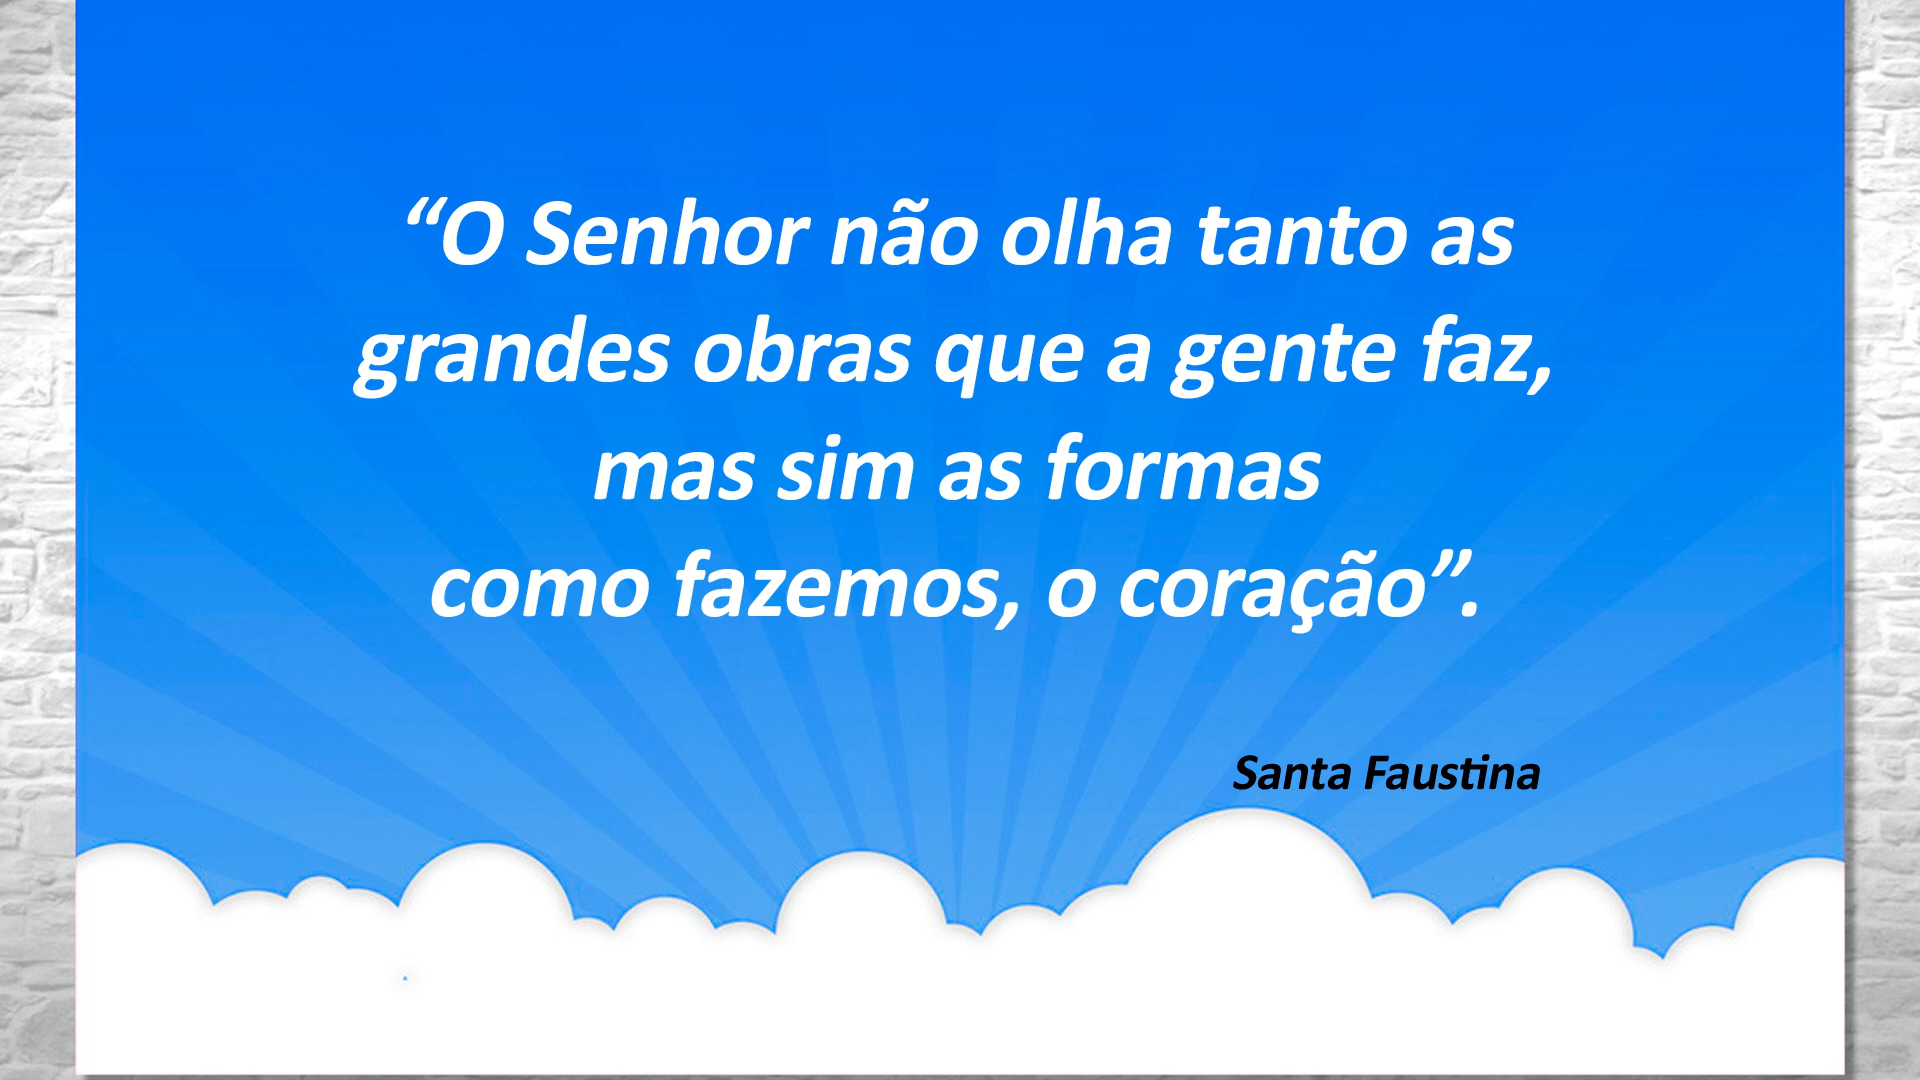 “O Senhor não olha tanto as
grandes obras que a gente faz,
mas sim as formas
como fazemos, o coração”.
Santa Faustina